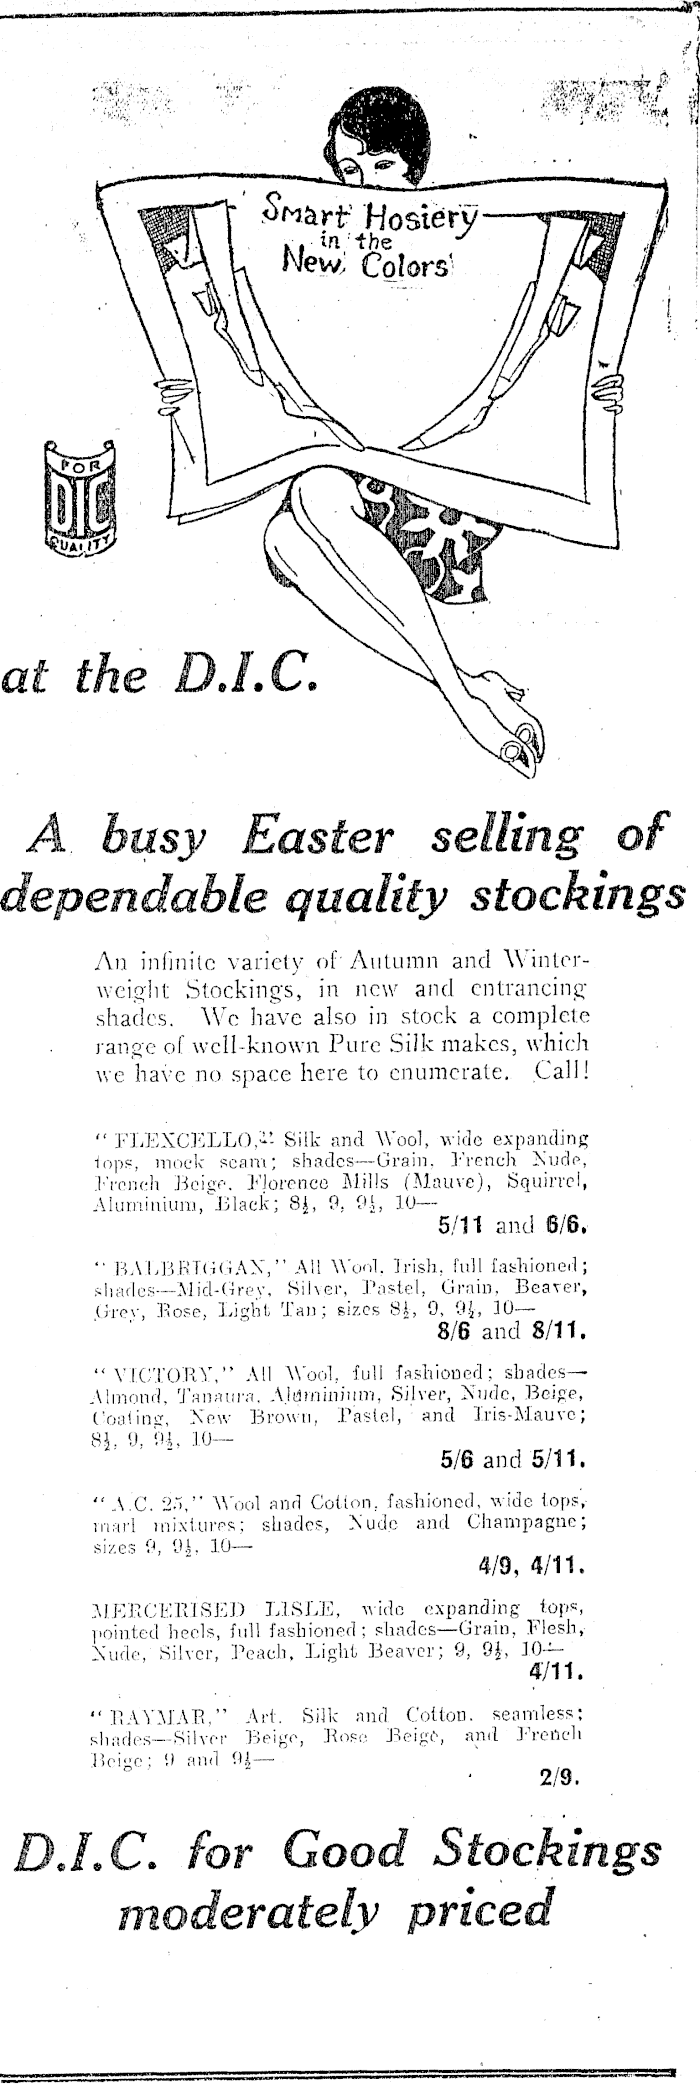 Smart Hosiery
in the
New Colors
FOR
DIC
QUALITY
at the D.I.C.
A busy Easter selling of
dependable quality stockings
An infinite variety of Autumn and Winter-
weight Stockings, in new and entrancing
shades. We have also in stock a complete
range of well-known Pure Silk makes, which
we have no space here to enumerate. Call!
"FLEXCELLO," Silk and Wool, wide expanding
tops, mock seam; shades—Grain, French Nude,
French Beige, Florence Mills (Mauve), Squirrel,
Aluminium, Black; 8½, 9, 9½, 10—
5/11 and 6/6.
"BALBRIGGAN," All Wool, Irish, full fashioned;
shades—Mid-Grey, Silver, Pastel, Grain, Beaver,
Grey, Rose, Light Tan; sizes 8½, 9, 9½, 10—
8/6 and 8/11.
"VICTORY," All Wool, full fashioned; shades—
Almond, Tanaura, Aluminium, Silver, Nude, Beige,
Coating, New Brown, Pastel, and Iris-Mauve;
8½, 9, 9½, 10—
5/6 and 5/11.
"A.C. 25," Wool and Cotton, fashioned, wide tops,
marl mixtures; shades, Nude and Champagne;
sizes 9, 9½, 10—
4/9, 4/11.
MERCERISED LISLE, wide expanding tops,
pointed heels, full fashioned; shades—Grain, Flesh,
Nude, Silver, Peach, Light Beaver; 9, 9½, 10—
4/11.
"RAYMAR," Art. Silk and Cotton, seamless;
shades—Silver Beige, Rose Beige, and French
Beige; 9 and 9½—
2/9.
D.I.C. for Good Stockings
moderately priced